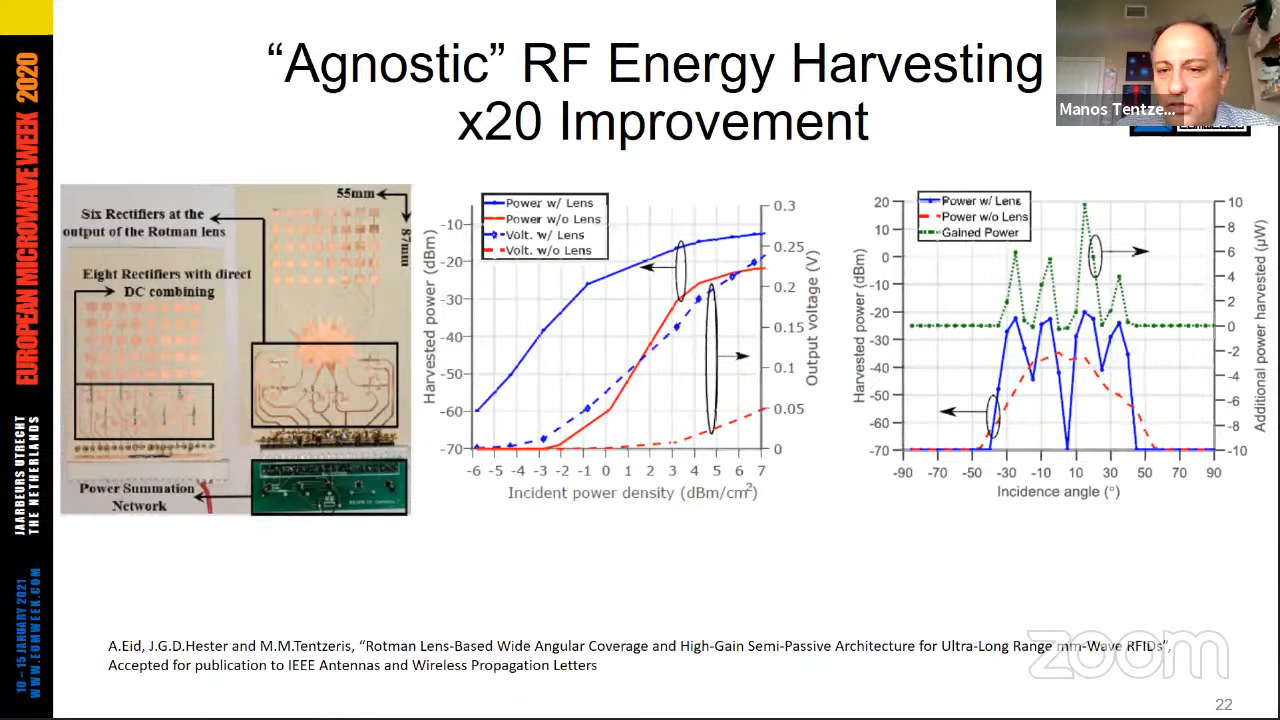 “Agnostic” RF Energy Harvesting
x20 Improvement
Manos Tentze...
EUROPEAN MICROWAVE WEEK 2020
JAARBEURS UTRECHT
THE NETHERLANDS
10 – 15 JANUARY 2021
WWW.EUMWEEK.COM
55mm
87mm
Six Rectifiers at the
output of the Rotman lens
Eight Rectifiers with direct
DC combining
Power Summation
Network
Power w/ Lens
Power w/o Lens
Volt. w/ Lens
Volt. w/o Lens
Harvested power (dBm)
-10
-20
-30
-40
-50
-60
-70
-6 -5 -4 -3 -2 -1 0 1 2 3 4 5 6 7
Incident power density (dBm/cm²)
0.3
0.25
0.2
0.15
0.1
0.05
0
Output voltage (V)
Power w/ Lens
Power w/o Lens
Gained Power
Harvested power (dBm)
20
10
0
-10
-20
-30
-40
-50
-60
-70
-90 -70 -50 -30 -10 10 30 50 70 90
Incidence angle (°)
10
8
6
4
2
0
-2
-4
-6
-8
-10
Additional power harvested (µW)
A.Eid, J.G.D.Hester and M.M.Tentzeris, “Rotman Lens-Based Wide Angular Coverage and High-Gain Semi-Passive Architecture for Ultra-Long Range mm-Wave RFIDs”,
Accepted for publication to IEEE Antennas and Wireless Propagation Letters
zoom
22